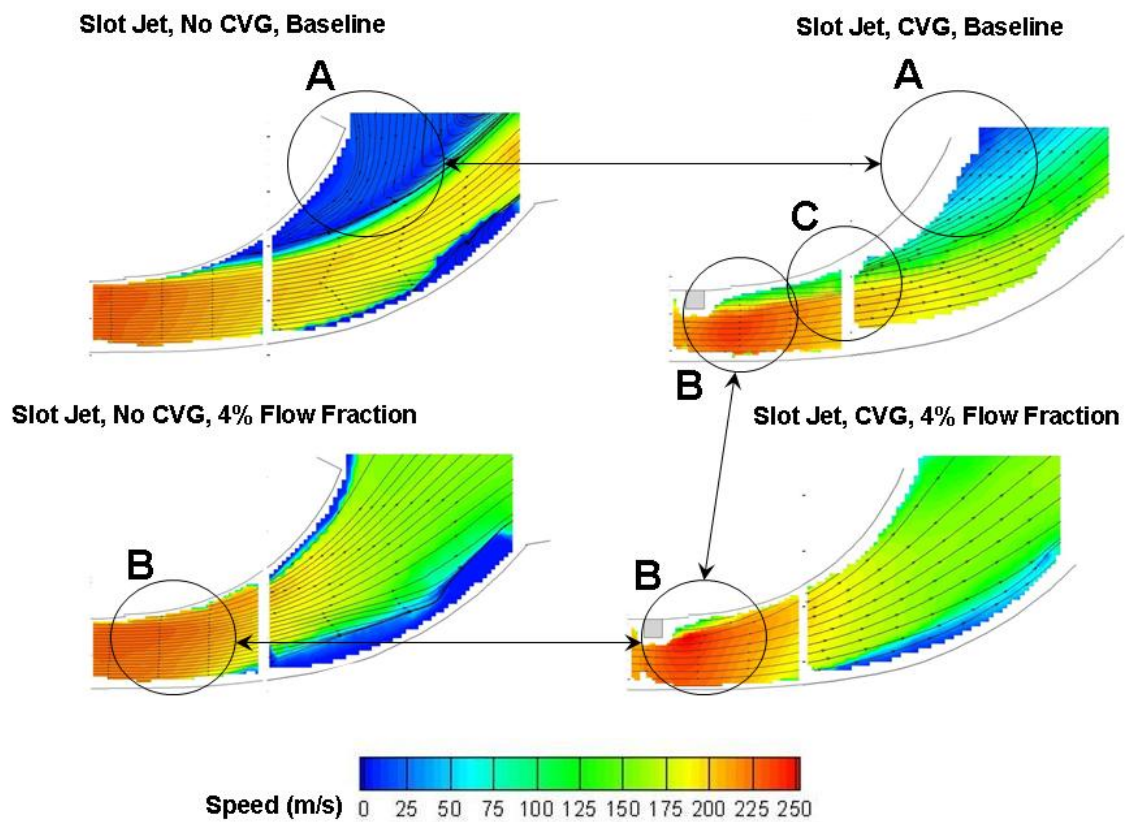 Slot Jet, No CVG, Baseline
Slot Jet, CVG, Baseline
A
A
C
B
Slot Jet, No CVG, 4% Flow Fraction
Slot Jet, CVG, 4% Flow Fraction
B
B
Speed (m/s) 0 25 50 75 100 125 150 175 200 225 250